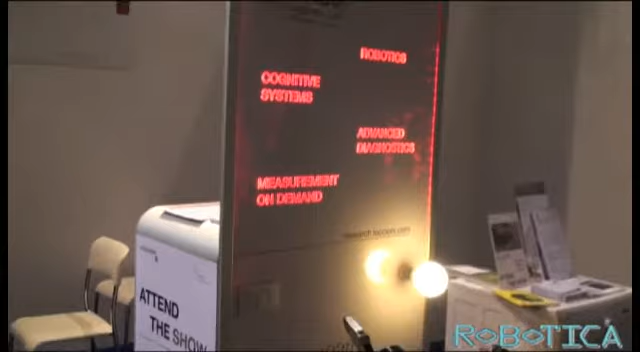 ROBOTICS
COGNITIVE
SYSTEMS
ADVANCED
DIAGNOSTICS
MEASUREMENT
ON DEMAND
ATTEND
THE SHOW
ROBOTICA